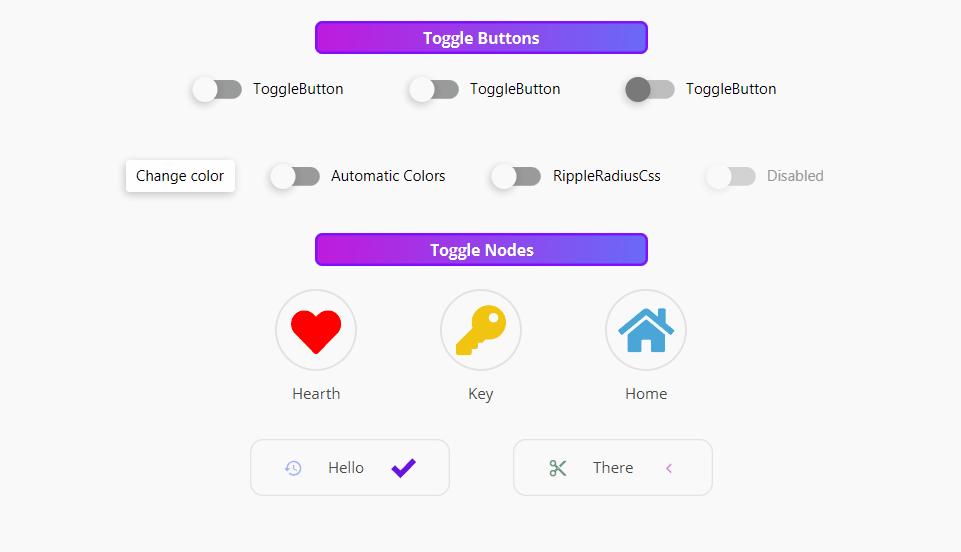 Toggle Buttons
ToggleButton ToggleButton ToggleButton
Change color Automatic Colors RippleRadiusCss Disabled
Toggle Nodes
Hearth Key Home
Hello There